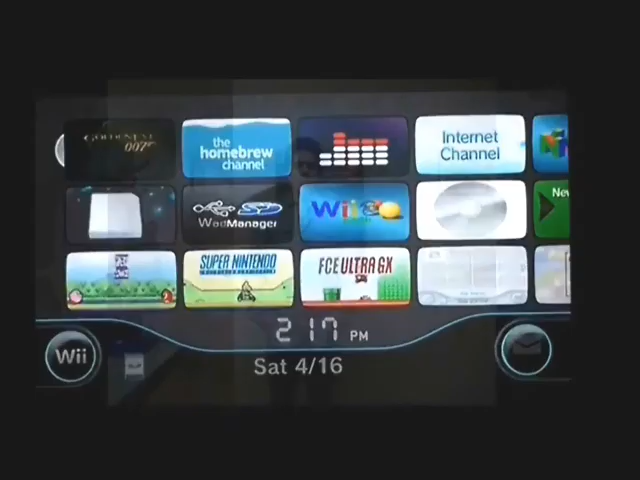 GOLDENEYE
007
the
homebrew
channel
Internet
Channel
WadManager
Wii
New
SUPER NINTENDO
FCE ULTRA GX
2
2 17 PM
Wii
Sat 4/16